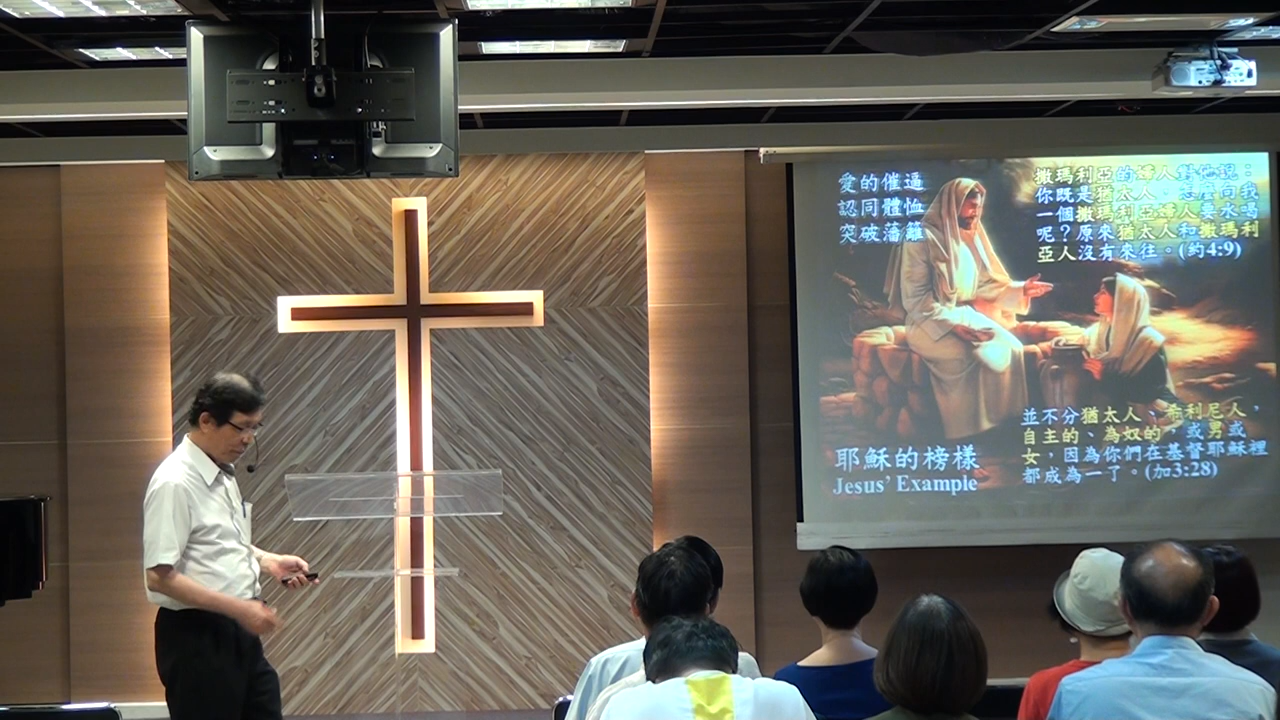 愛的催逼
認同體恤
突破藩籬
撒瑪利亞的婦人對他說：
你既是猶太人，怎麼向我
一個撒瑪利亞婦人要水喝
呢？原來猶太人和撒瑪利
亞人沒有來往。(約4:9)
並不分猶太人、希利尼人，
自主的、為奴的，或男或
女，因為你們在基督耶穌裡
都成為一了。(加3:28)
耶穌的榜樣
Jesus' Example